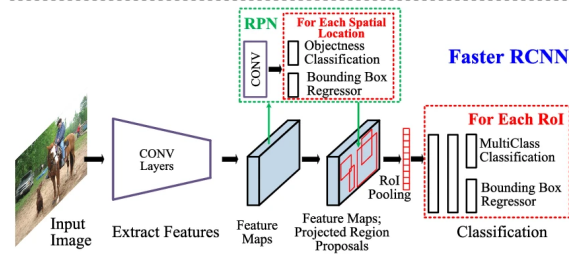 RPN
For Each Spatial
Location
CONV
Objectness
Classification
Bounding Box
Regressor
Faster RCNN
CONV
Layers
For Each RoI
MultiClass
Classification
Bounding Box
Regressor
RoI
Pooling
Input
Image
Extract Features
Feature
Maps
Feature Maps;
Projected Region
Proposals
Classification